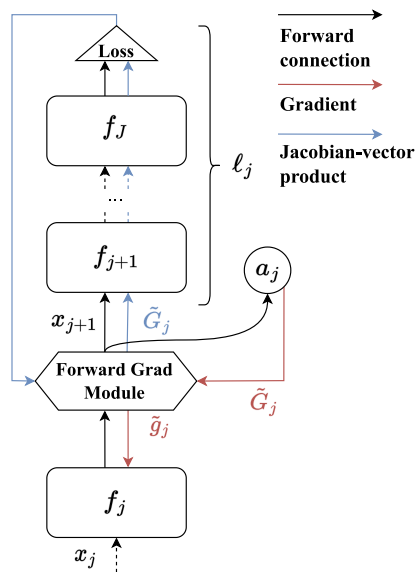 Loss
Forward
connection
Gradient
Jacobian-vector
product
f_J
ℓ_j
...
f_{j+1}
a_j
x_{j+1}
G̃_j
Forward Grad
Module
G̃_j
g̃_j
f_j
x_j